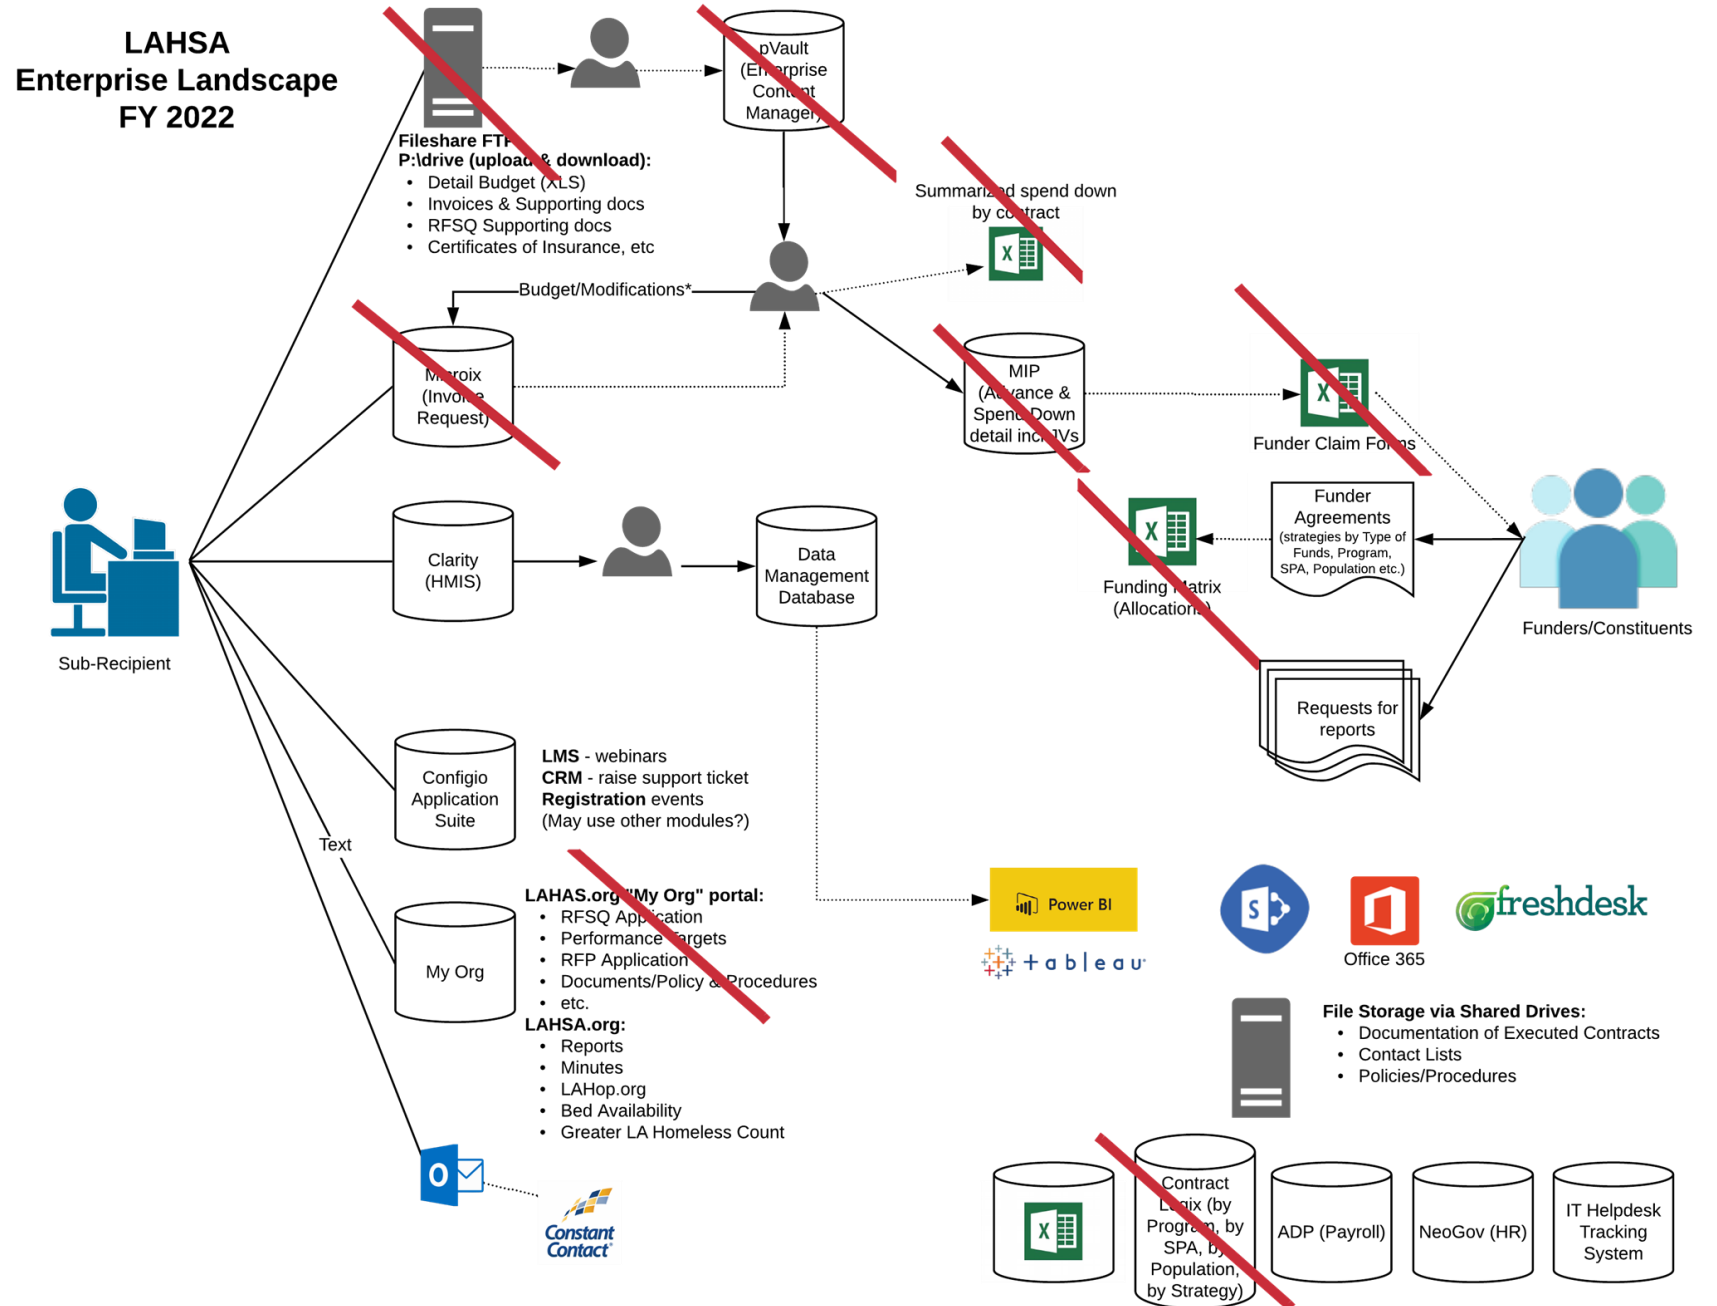 LAHSA
Enterprise Landscape
FY 2022
pVault
(Enterprise
Content
Manager)
Fileshare FTP
P:\drive (upload & download):
• Detail Budget (XLS)
• Invoices & Supporting docs
• RFSQ Supporting docs
• Certificates of Insurance, etc
Summarized spend down
by contract
X
Budget/Modifications*
Microix
(Invoice
Request)
MIP
(Advance &
Spend Down
detail incl JVs
X
Funder Claim Forms
Clarity
(HMIS)
Data
Management
Database
X
Funding Matrix
(Allocations)
Funder
Agreements
(strategies by Type of
Funds, Program,
SPA, Population etc.)
Funders/Constituents
Sub-Recipient
Requests for
reports
Configio
Application
Suite
LMS - webinars
CRM - raise support ticket
Registration events
(May use other modules?)
Text
My Org
LAHAS.org "My Org" portal:
• RFSQ Application
• Performance Targets
• RFP Application
• Documents/Policy & Procedures
• etc.
LAHSA.org:
• Reports
• Minutes
• LAHop.org
• Bed Availability
• Greater LA Homeless Count
Power BI
+ableau
S
Office 365
freshdesk
File Storage via Shared Drives:
• Documentation of Executed Contracts
• Contact Lists
• Policies/Procedures
O
Constant
Contact
X
Contract
Logix (by
Program, by
SPA, by
Population,
by Strategy)
ADP (Payroll)
NeoGov (HR)
IT Helpdesk
Tracking
System